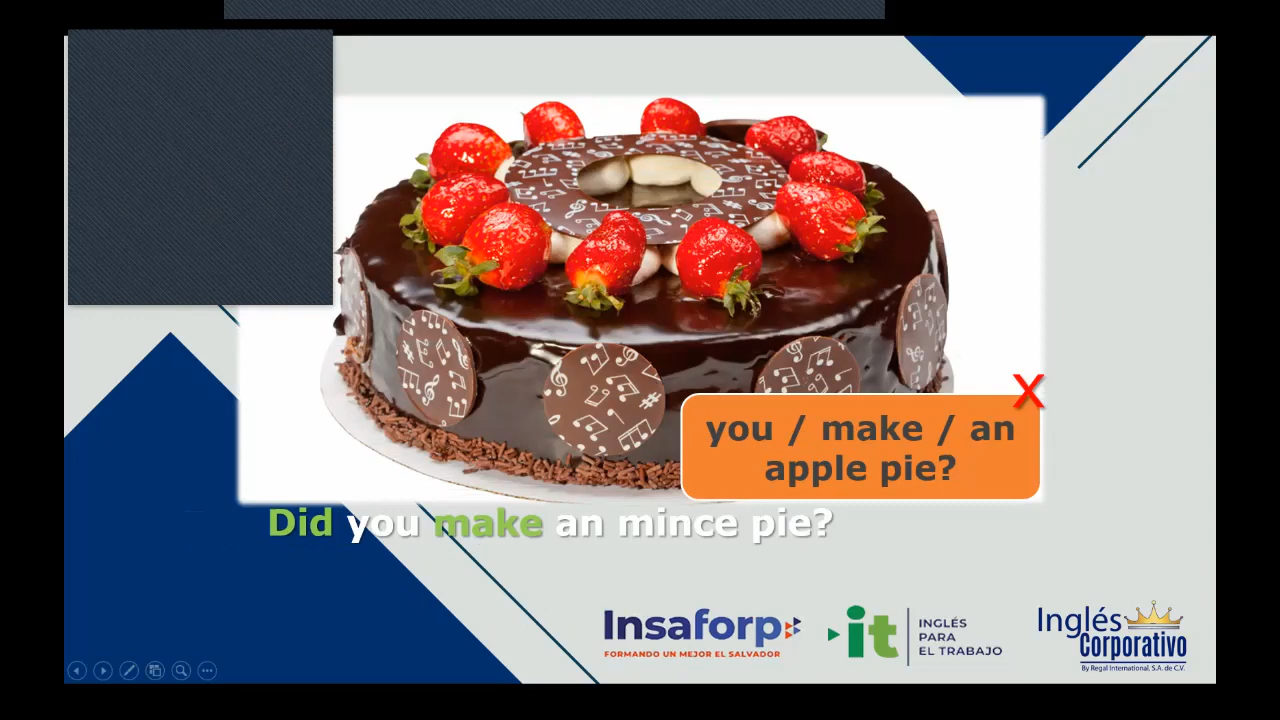 X
you / make / an
apple pie?
Did you make an mince pie?
Insaforp
FORMANDO UN MEJOR EL SALVADOR
it
INGLÉS
PARA
EL TRABAJO
Inglés
Corporativo
By Regal International, S.A. de C.V.